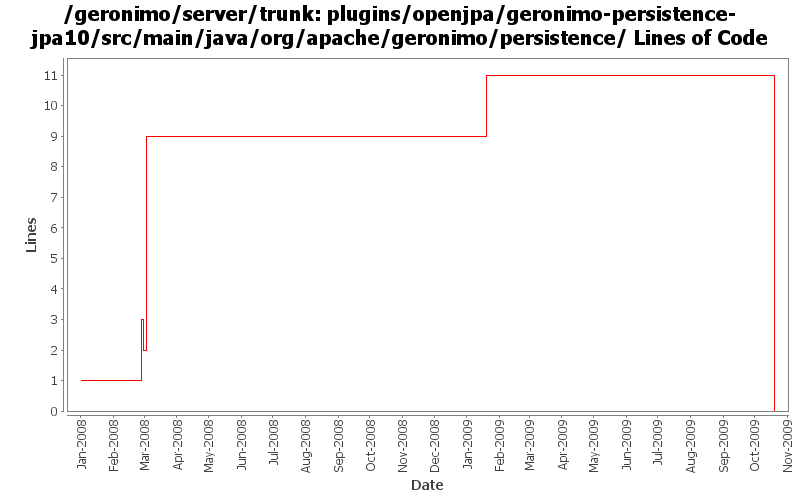 /geronimo/server/trunk: plugins/openjpa/geronimo-persistence-
jpa10/src/main/java/org/apache/geronimo/persistence/ Lines of Code
Lines
11
10
9
8
7
6
5
4
3
2
1
0
Jan-2008
Feb-2008
Mar-2008
Apr-2008
May-2008
Jun-2008
Jul-2008
Aug-2008
Sep-2008
Oct-2008
Nov-2008
Dec-2008
Jan-2009
Feb-2009
Mar-2009
Apr-2009
May-2009
Jun-2009
Jul-2009
Aug-2009
Sep-2009
Oct-2009
Nov-2009
Date